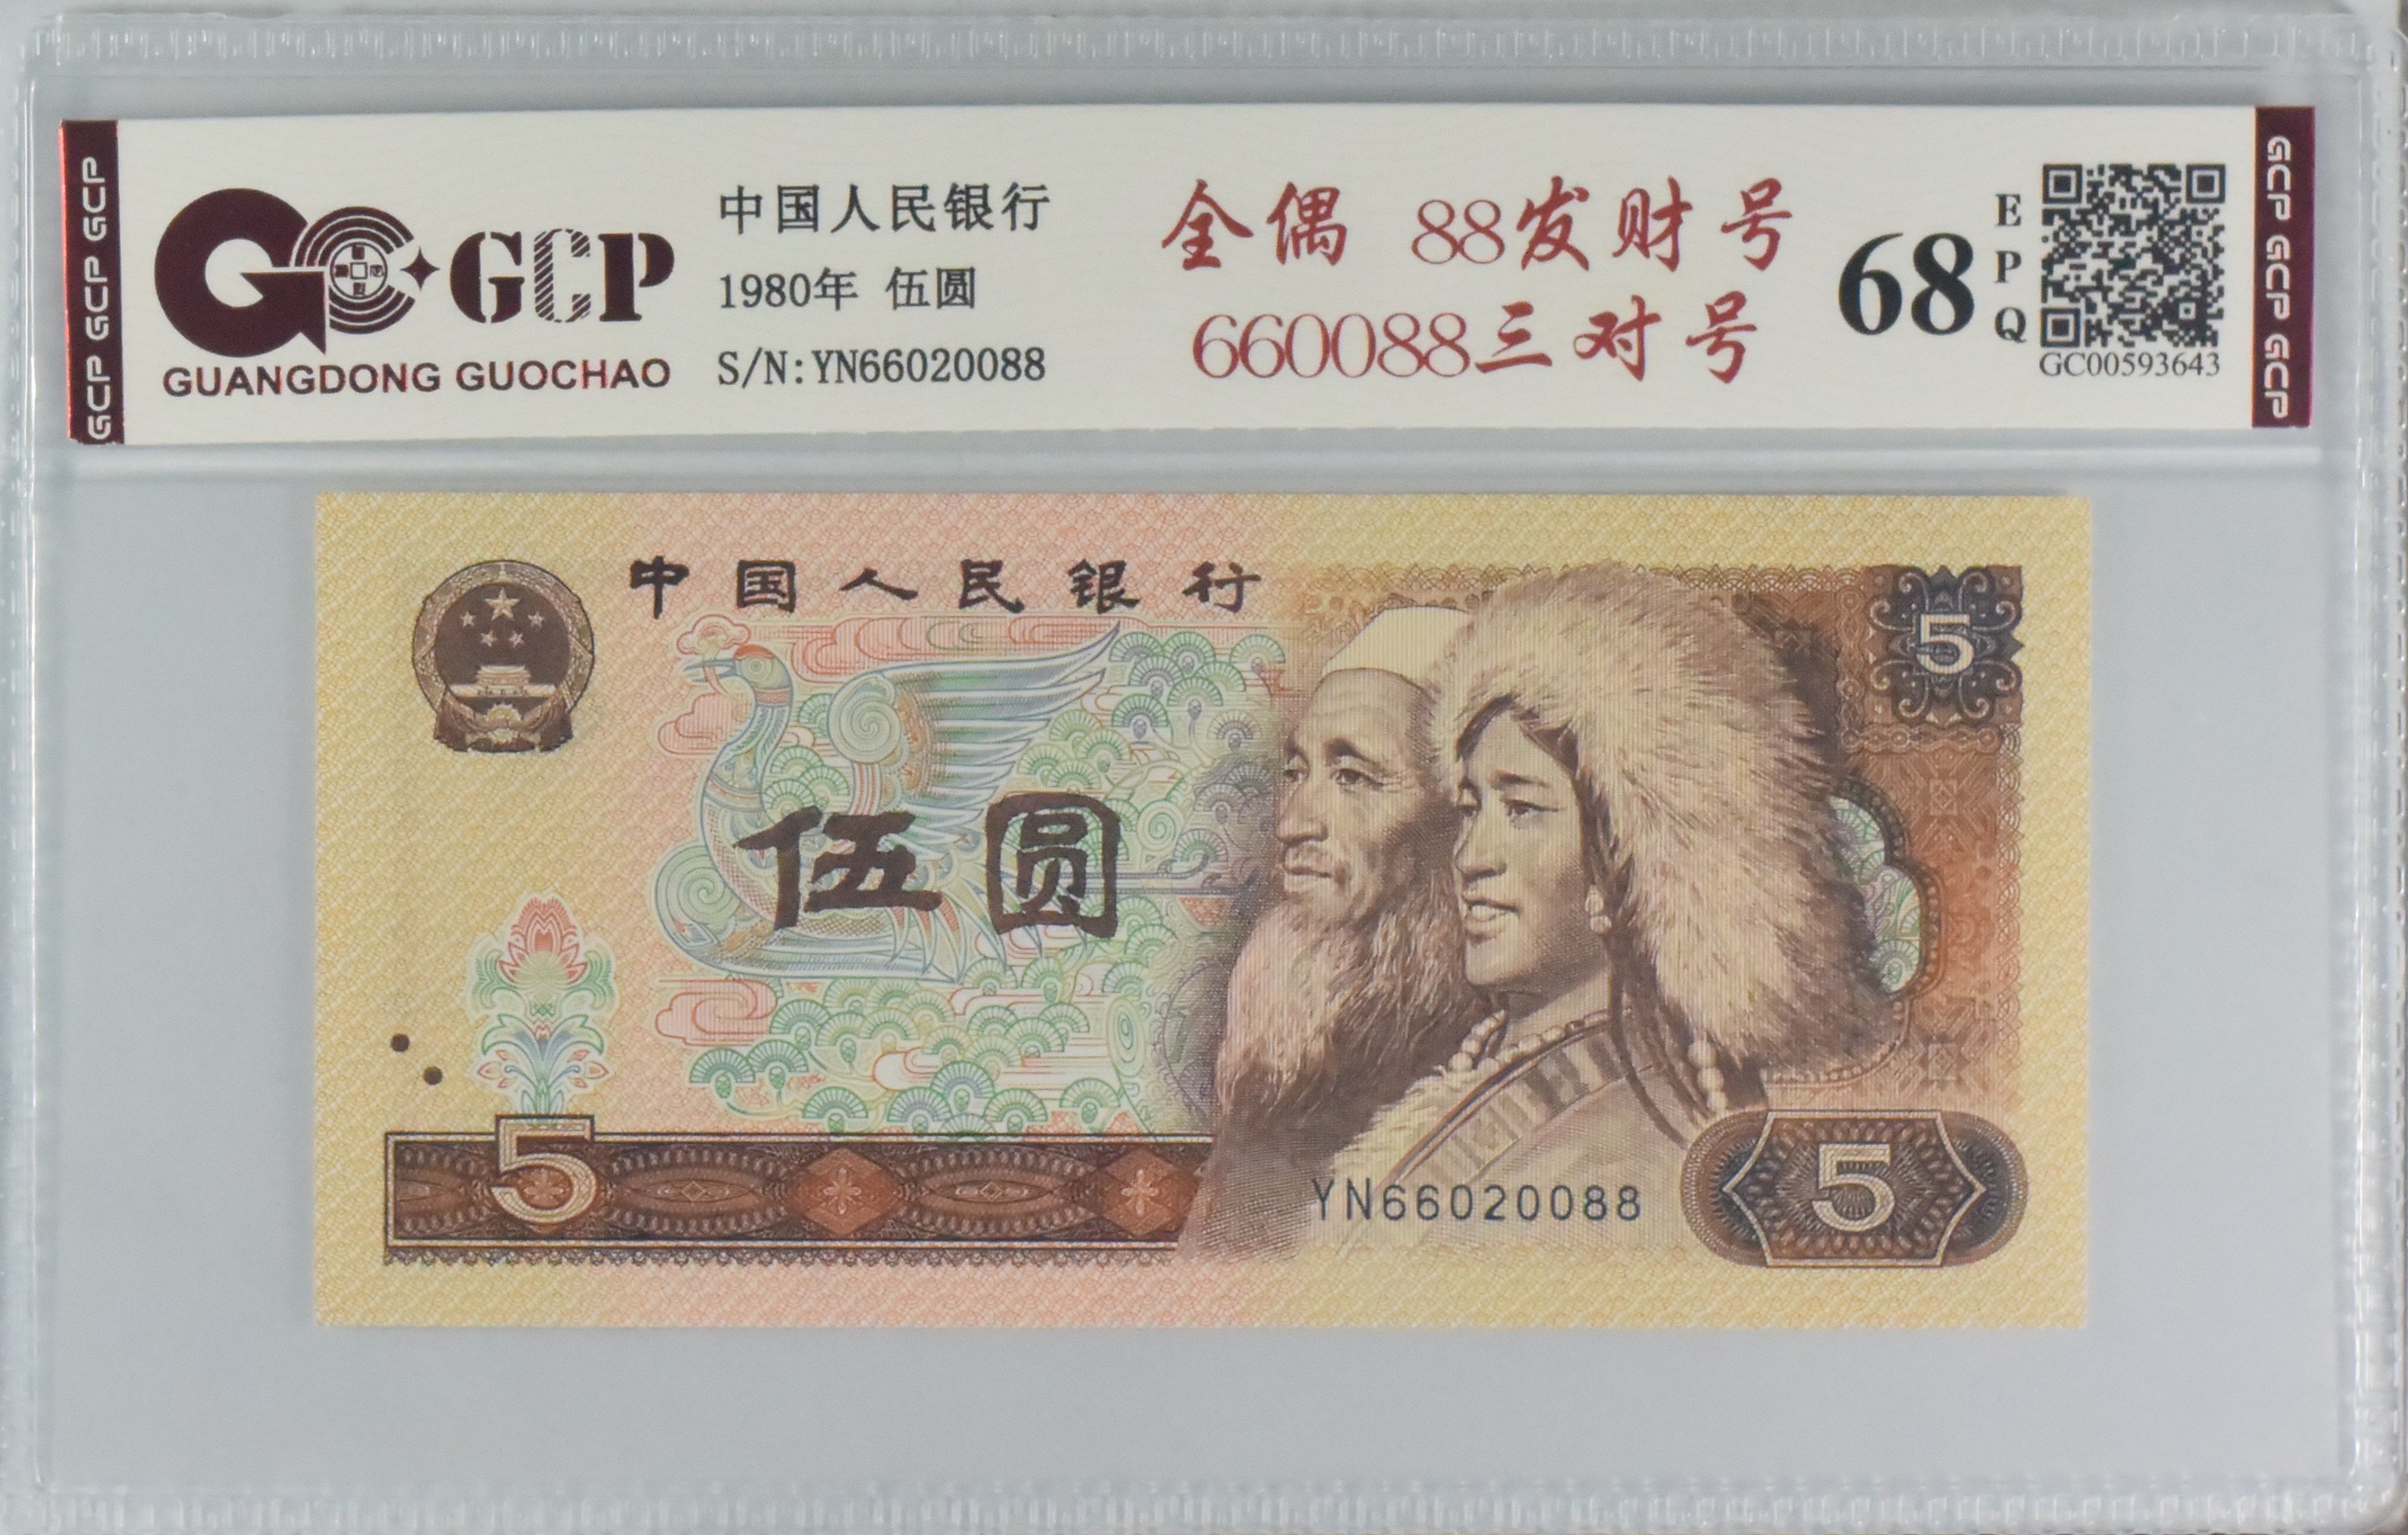 GCP GCP GCP
GCP
GUANGDONG GUOCHAO
中国人民银行
1980年 伍圆
S/N:YN66020088
全偶 88发财号
660088三对号
68
EPQ
GC00593643
GCP GCP GCP
中国人民银行
5
伍圆
5
YN66020088
5